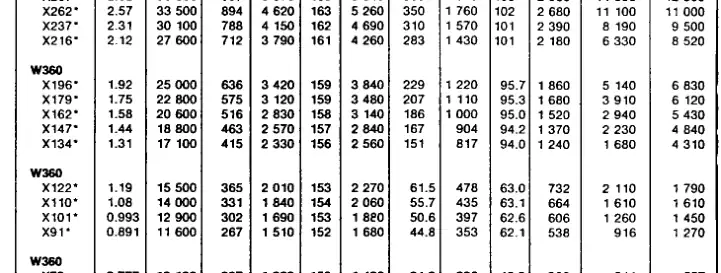 X262* 2.57 33 500 894 4 620 163 5 260 350 1 760 102 2 680 11 100 11 000
X237* 2.31 30 100 788 4 150 162 4 690 310 1 570 101 2 390 8 190 9 500
X216* 2.12 27 600 712 3 790 161 4 260 283 1 430 101 2 180 6 330 8 520
W360
X196* 1.92 25 000 636 3 420 159 3 840 229 1 220 95.7 1 860 5 140 6 830
X179* 1.75 22 800 575 3 120 159 3 480 207 1 110 95.3 1 680 3 910 6 120
X162* 1.58 20 600 516 2 830 158 3 140 186 1 000 95.0 1 520 2 940 5 430
X147* 1.44 18 800 463 2 570 157 2 840 167 904 94.2 1 370 2 230 4 840
X134* 1.31 17 100 415 2 330 156 2 560 151 817 94.0 1 240 1 680 4 310
W360
X122* 1.19 15 500 365 2 010 153 2 270 61.5 478 63.0 732 2 110 1 790
X110* 1.08 14 000 331 1 840 154 2 060 55.7 435 63.1 664 1 610 1 610
X101* 0.993 12 900 302 1 690 153 1 880 50.6 397 62.6 606 1 260 1 450
X91* 0.891 11 600 267 1 510 152 1 680 44.8 353 62.1 538 916 1 270
W360